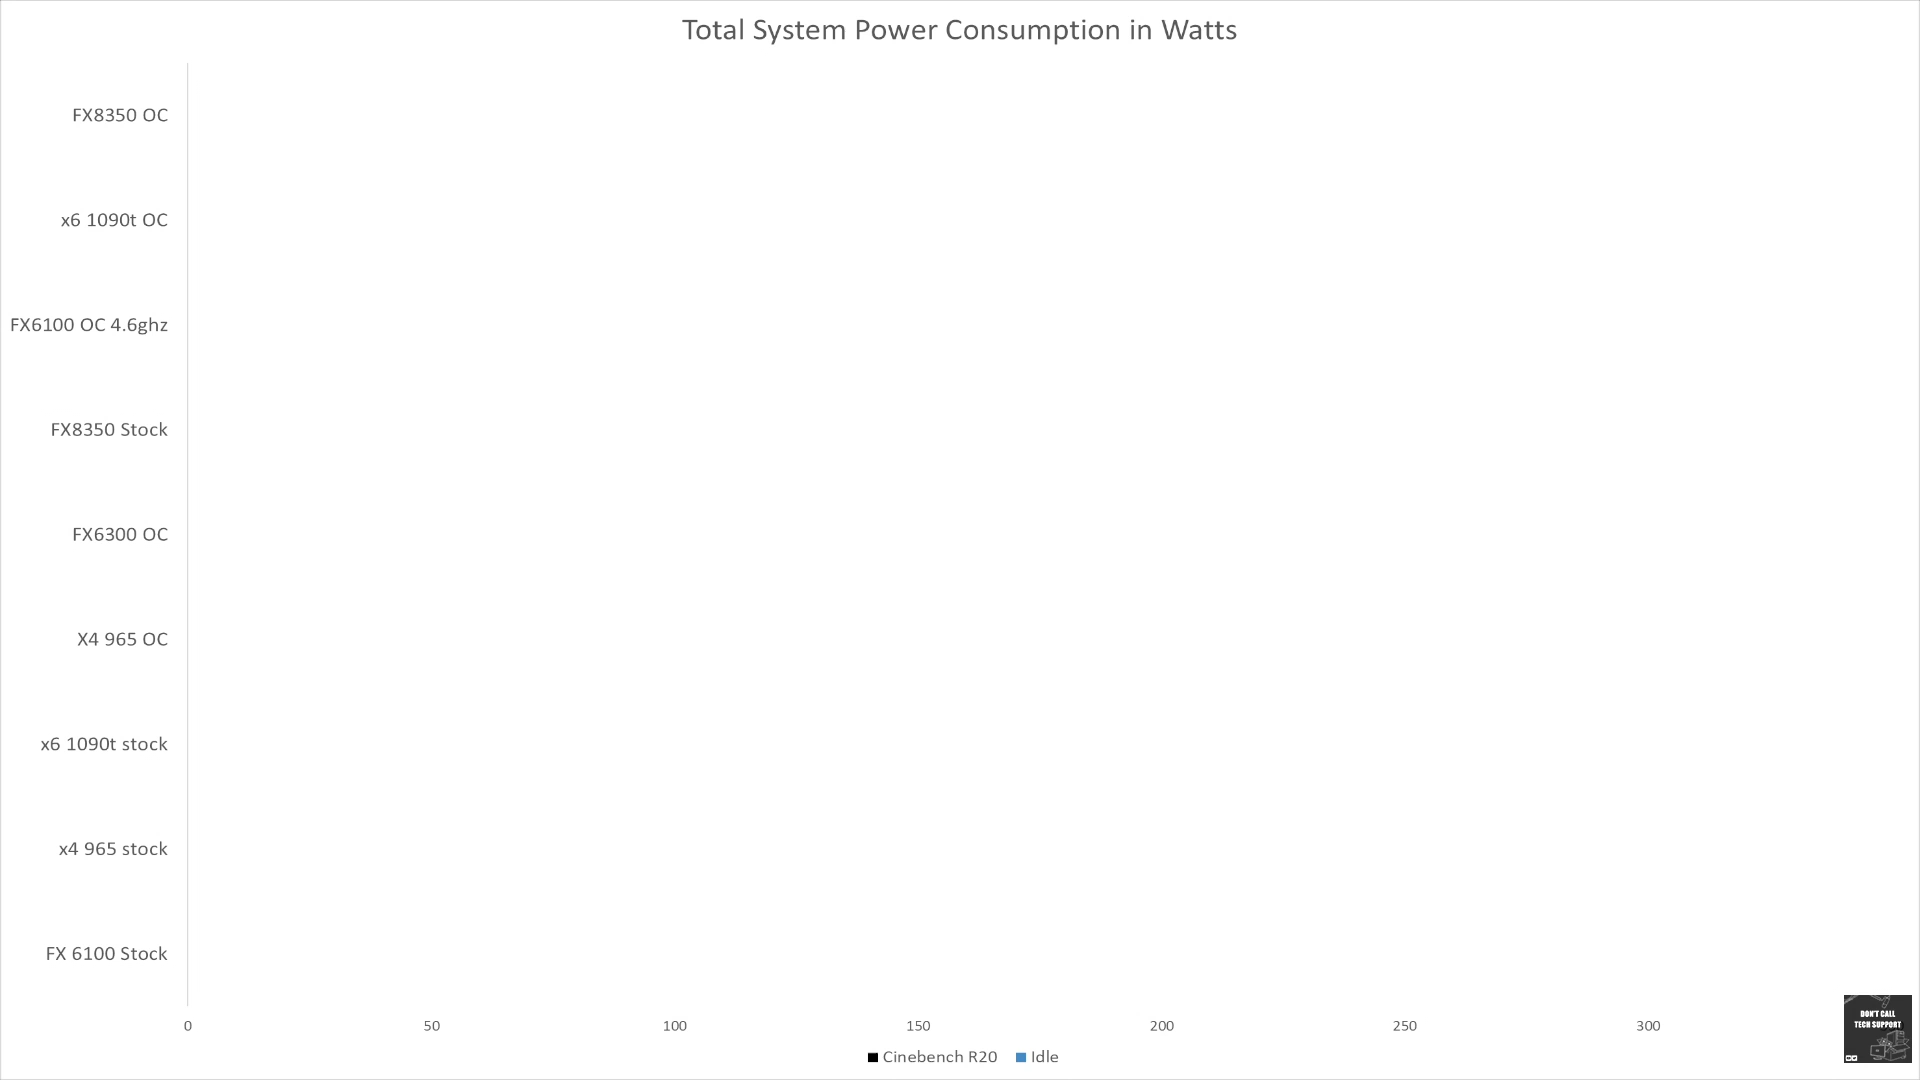 Total System Power Consumption in Watts
FX8350 OC
x6 1090t OC
FX6100 OC 4.6ghz
FX8350 Stock
FX6300 OC
X4 965 OC
x6 1090t stock
x4 965 stock
FX 6100 Stock
0 50 100 150 200 250 300
Cinebench R20 Idle
DON'T CALL
TECH SUPPORT